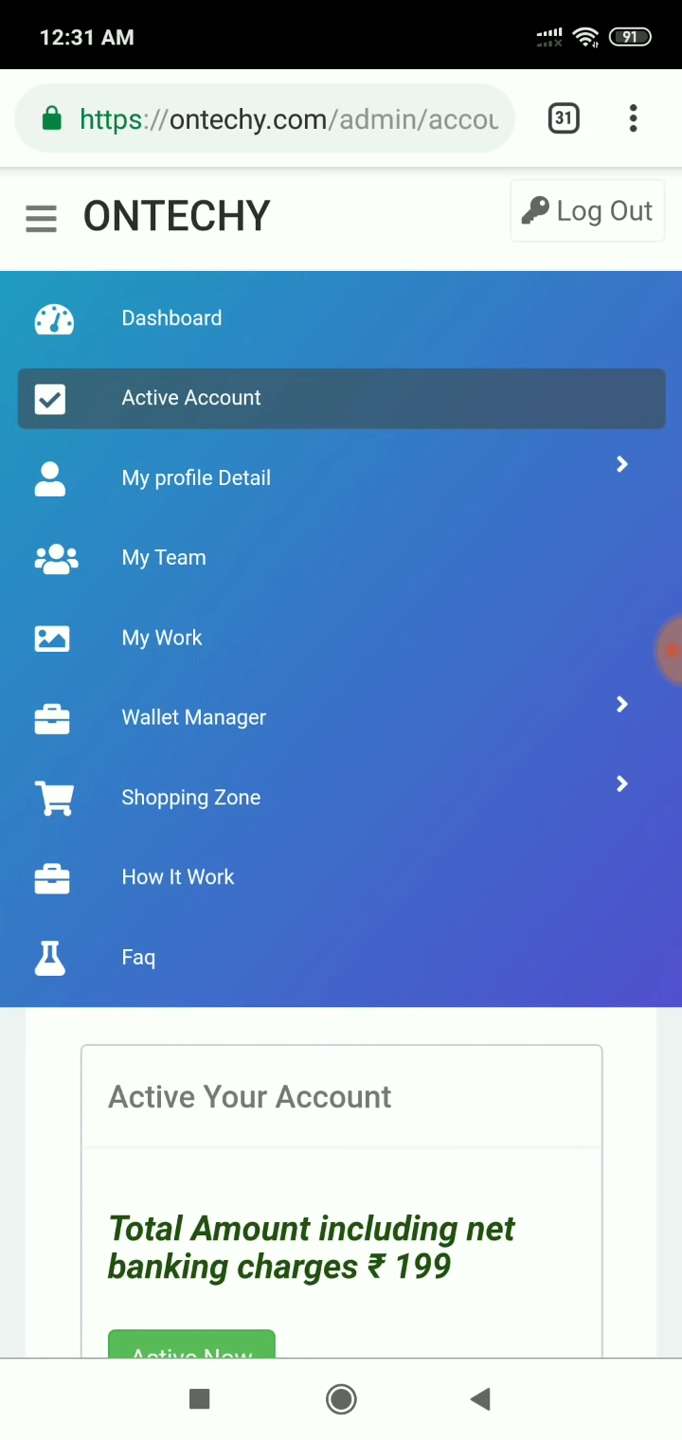 12:31 AM
91
https://ontechy.com/admin/accou
31
ONTECHY
Log Out
Dashboard
Active Account
My profile Detail
My Team
My Work
Wallet Manager
Shopping Zone
How It Work
Faq
Active Your Account
Total Amount including net
banking charges ₹ 199
Active Now